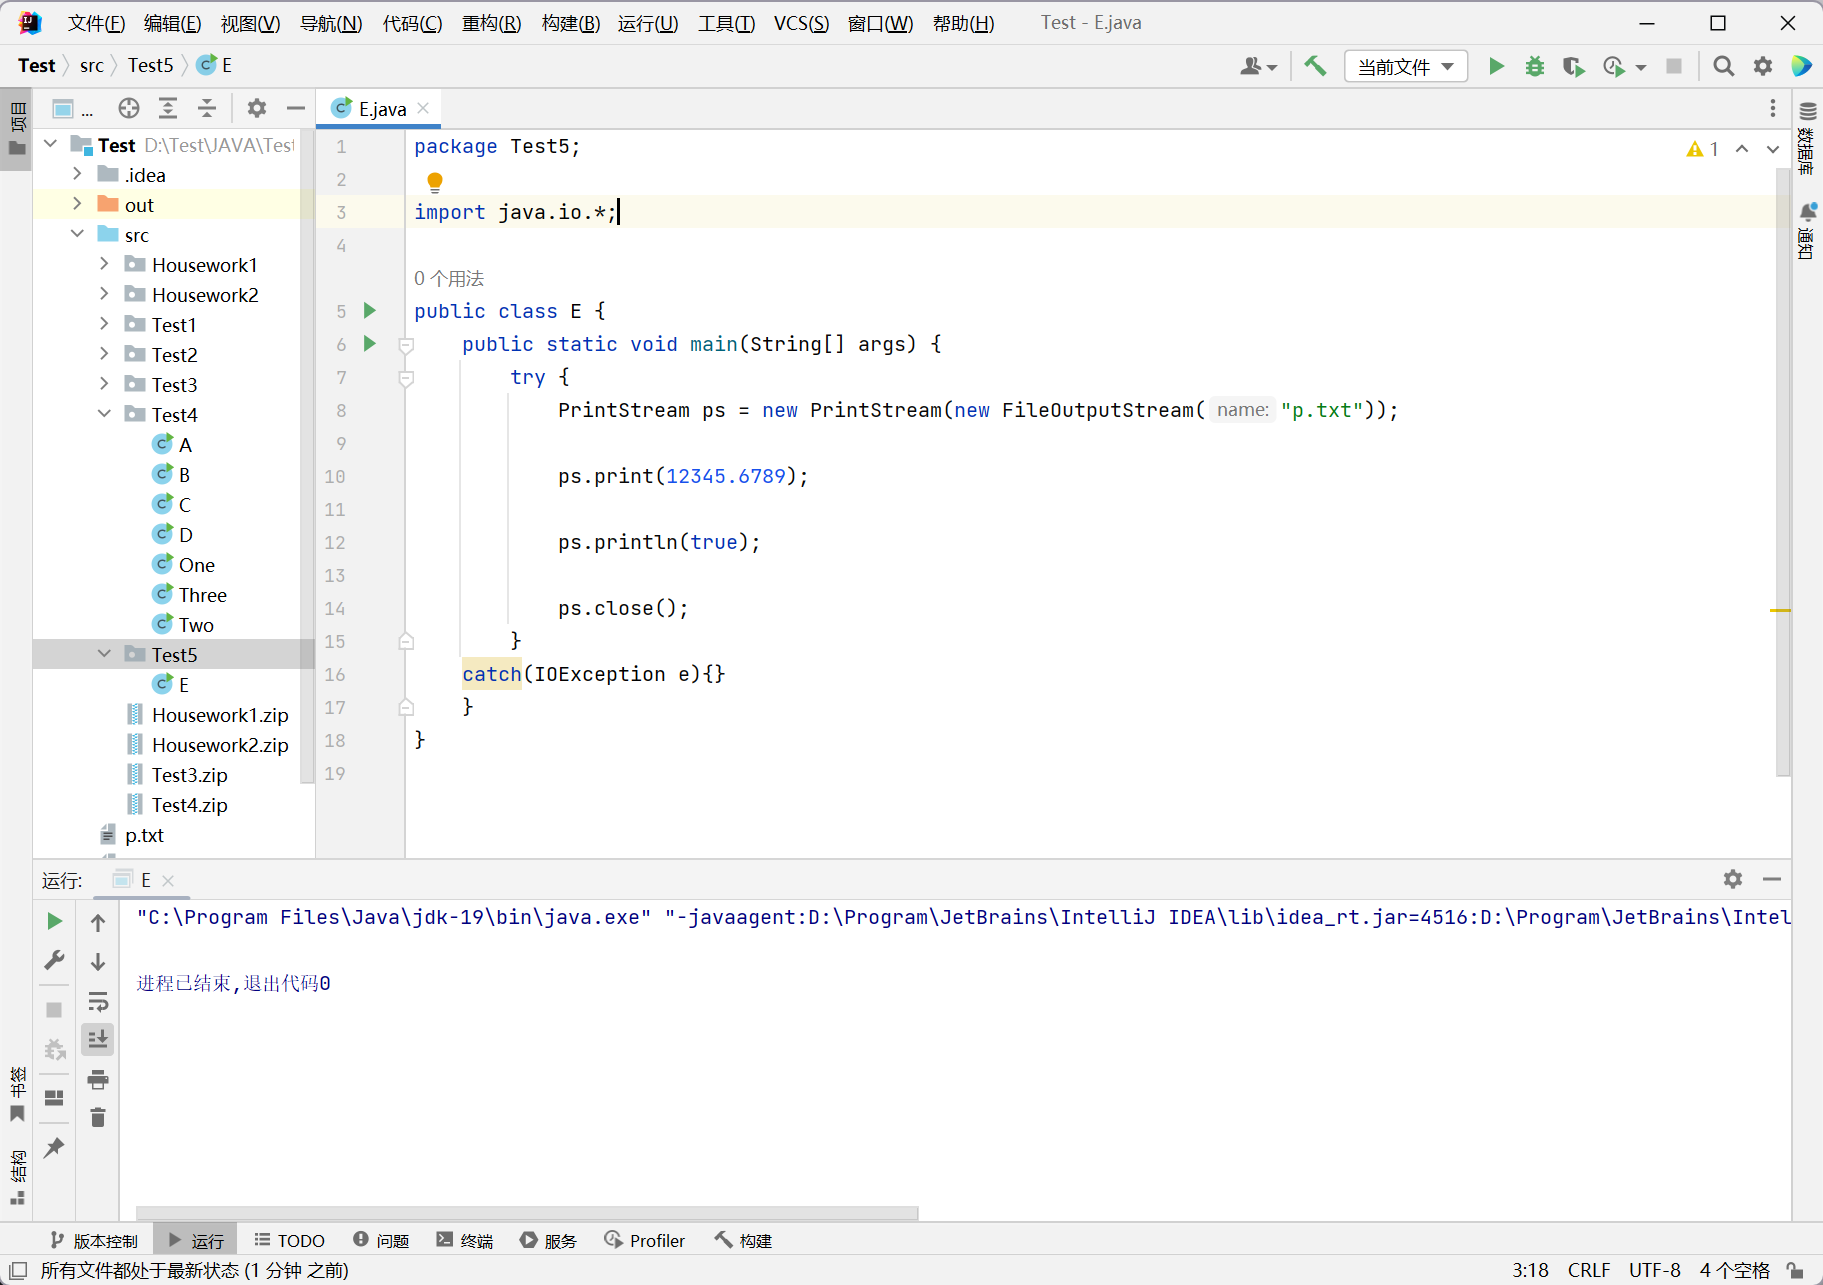 文件(F) 编辑(E) 视图(V) 导航(N) 代码(C) 重构(R) 构建(B) 运行(U) 工具(T) VCS(S) 窗口(W) 帮助(H) Test - E.java
Test src Test5 E
当前文件
项目
...
E.java
Test D:\Test\JAVA\Test
.idea
out
src
Housework1
Housework2
Test1
Test2
Test3
Test4
A
B
C
D
One
Three
Two
Test5
E
Housework1.zip
Housework2.zip
Test3.zip
Test4.zip
p.txt
1 package Test5;
2
3 import java.io.*;
4
0 个用法
5 public class E {
6 public static void main(String[] args) {
7 try {
8 PrintStream ps = new PrintStream(new FileOutputStream( name: "p.txt"));
9
10 ps.print(12345.6789);
11
12 ps.println(true);
13
14 ps.close();
15 }
16 catch(IOException e){}
17 }
18 }
19
1
数据库
通知
运行: E
"C:\Program Files\Java\jdk-19\bin\java.exe" "-javaagent:D:\Program\JetBrains\IntelliJ IDEA\lib\idea_rt.jar=4516:D:\Program\JetBrains\Intel
进程已结束,退出代码0
书签
结构
版本控制 运行 TODO 问题 终端 服务 Profiler 构建
所有文件都处于最新状态 (1 分钟 之前) 3:18 CRLF UTF-8 4 个空格